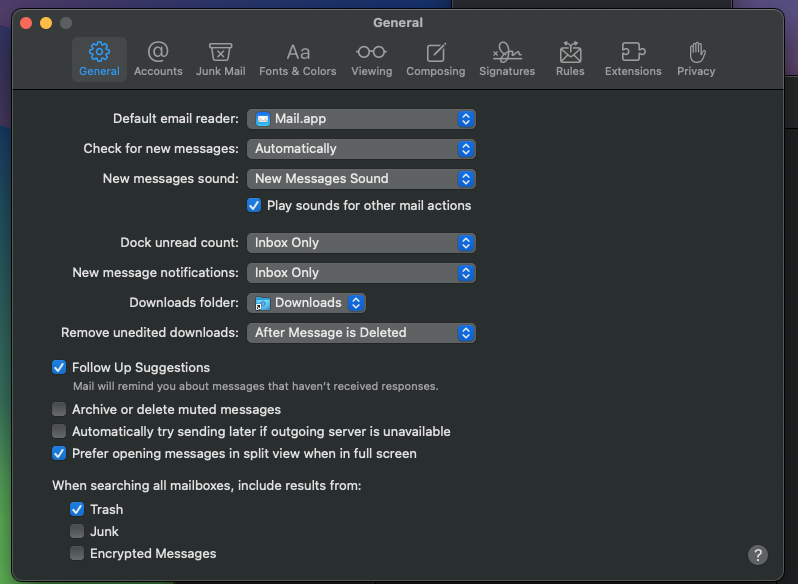 General
General Accounts Junk Mail Fonts & Colors Viewing Composing Signatures Rules Extensions Privacy
Default email reader: Mail.app
Check for new messages: Automatically
New messages sound: New Messages Sound
Play sounds for other mail actions
Dock unread count: Inbox Only
New message notifications: Inbox Only
Downloads folder: Downloads
Remove unedited downloads: After Message is Deleted
Follow Up Suggestions
Mail will remind you about messages that haven't received responses.
Archive or delete muted messages
Automatically try sending later if outgoing server is unavailable
Prefer opening messages in split view when in full screen
When searching all mailboxes, include results from:
Trash
Junk
Encrypted Messages
?